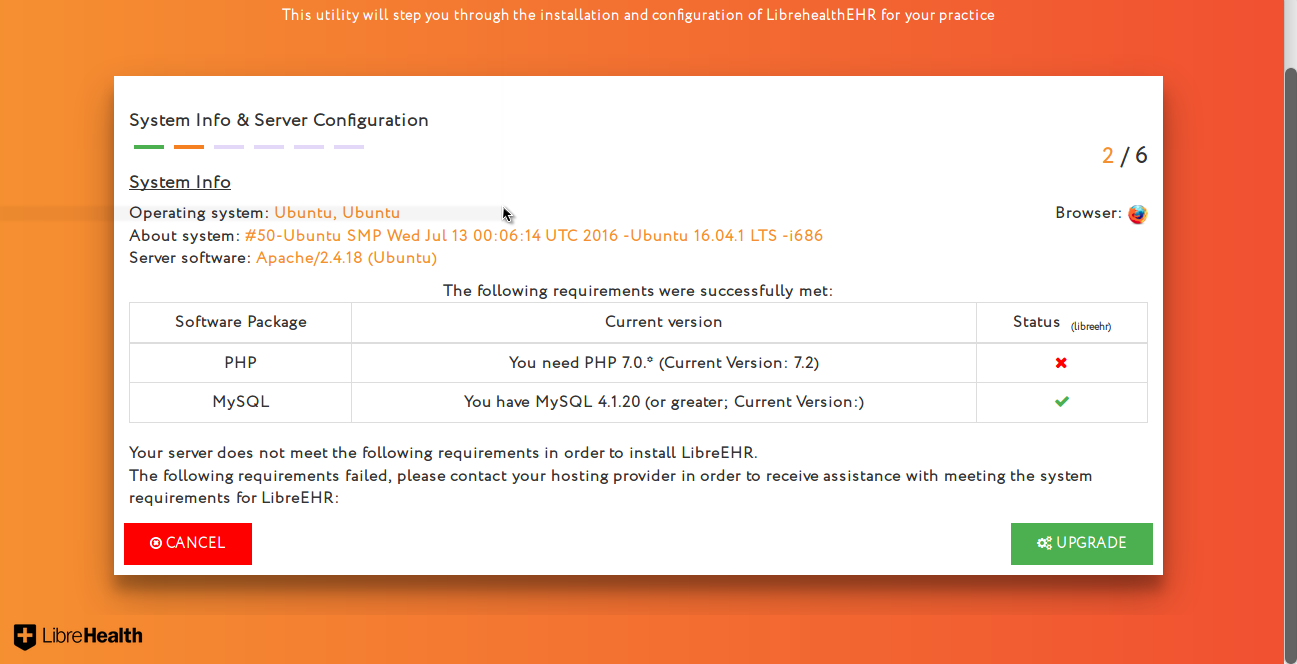 This utility will step you through the installation and configuration of LibrehealthEHR for your practice
System Info & Server Configuration
2 / 6
System Info
Operating system: Ubuntu, Ubuntu
Browser:
About system: #50-Ubuntu SMP Wed Jul 13 00:06:14 UTC 2016 -Ubuntu 16.04.1 LTS -i686
Server software: Apache/2.4.18 (Ubuntu)
The following requirements were successfully met:
Software Package Current version Status (libreehr)
PHP You need PHP 7.0.* (Current Version: 7.2)
MySQL You have MySQL 4.1.20 (or greater; Current Version:)
Your server does not meet the following requirements in order to install LibreEHR.
The following requirements failed, please contact your hosting provider in order to receive assistance with meeting the system
requirements for LibreEHR:
CANCEL
UPGRADE
LibreHealth